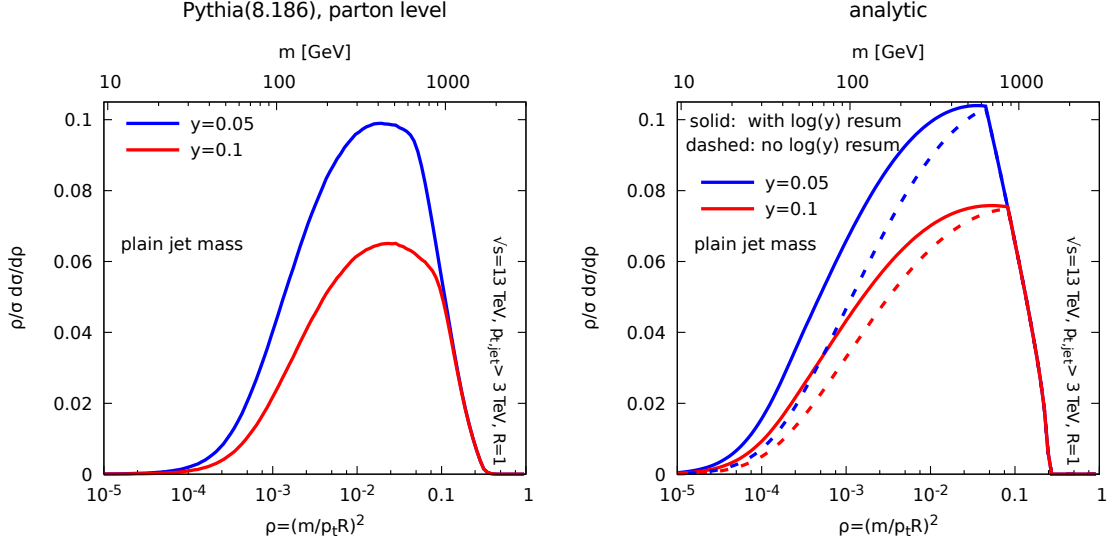 Pythia(8.186), parton level
m [GeV]
10 100 1000
y=0.05
y=0.1
plain jet mass
√s=13 TeV, pt,jet> 3 TeV, R=1
ρ/σ dσ/dρ
0.1
0.08
0.06
0.04
0.02
0
10-5 10-4 10-3 10-2 0.1 1
ρ=(m/ptR)2
analytic
m [GeV]
10 100 1000
solid: with log(y) resum
dashed: no log(y) resum
y=0.05
y=0.1
plain jet mass
√s=13 TeV, pt,jet> 3 TeV, R=1
ρ/σ dσ/dρ
0.1
0.08
0.06
0.04
0.02
0
10-5 10-4 10-3 10-2 0.1 1
ρ=(m/ptR)2